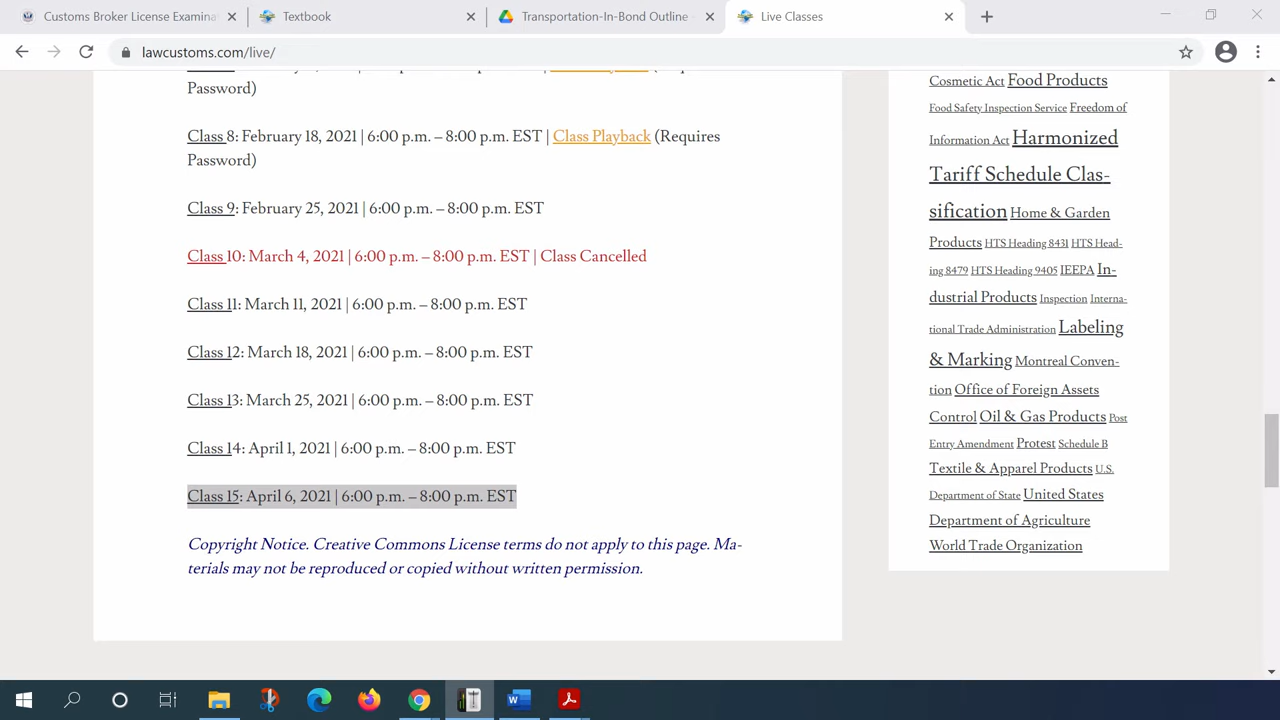 Customs Broker License Examina
Textbook
Transportation-In-Bond Outline
Live Classes
lawcustoms.com/live/
Password)
Class 8: February 18, 2021 | 6:00 p.m. – 8:00 p.m. EST | Class Playback (Requires
Password)
Class 9: February 25, 2021 | 6:00 p.m. – 8:00 p.m. EST
Class 10: March 4, 2021 | 6:00 p.m. – 8:00 p.m. EST | Class Cancelled
Class 11: March 11, 2021 | 6:00 p.m. – 8:00 p.m. EST
Class 12: March 18, 2021 | 6:00 p.m. – 8:00 p.m. EST
Class 13: March 25, 2021 | 6:00 p.m. – 8:00 p.m. EST
Class 14: April 1, 2021 | 6:00 p.m. – 8:00 p.m. EST
Class 15: April 6, 2021 | 6:00 p.m. – 8:00 p.m. EST
Copyright Notice. Creative Commons License terms do not apply to this page. Ma-
terials may not be reproduced or copied without written permission.
Cosmetic Act Food Products
Food Safety Inspection Service Freedom of
Information Act Harmonized
Tariff Schedule Clas-
sification Home & Garden
Products HTS Heading 8431 HTS Head-
ing 8479 HTS Heading 9405 IEEPA In-
dustrial Products Inspection Interna-
tional Trade Administration Labeling
& Marking Montreal Conven-
tion Office of Foreign Assets
Control Oil & Gas Products Post
Entry Amendment Protest Schedule B
Textile & Apparel Products U.S.
Department of State United States
Department of Agriculture
World Trade Organization